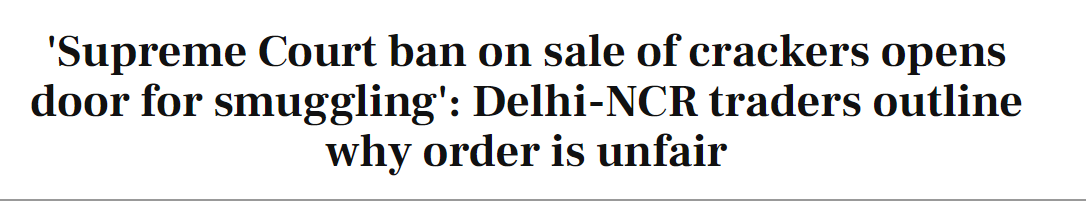 'Supreme Court ban on sale of crackers opens
door for smuggling': Delhi-NCR traders outline
why order is unfair